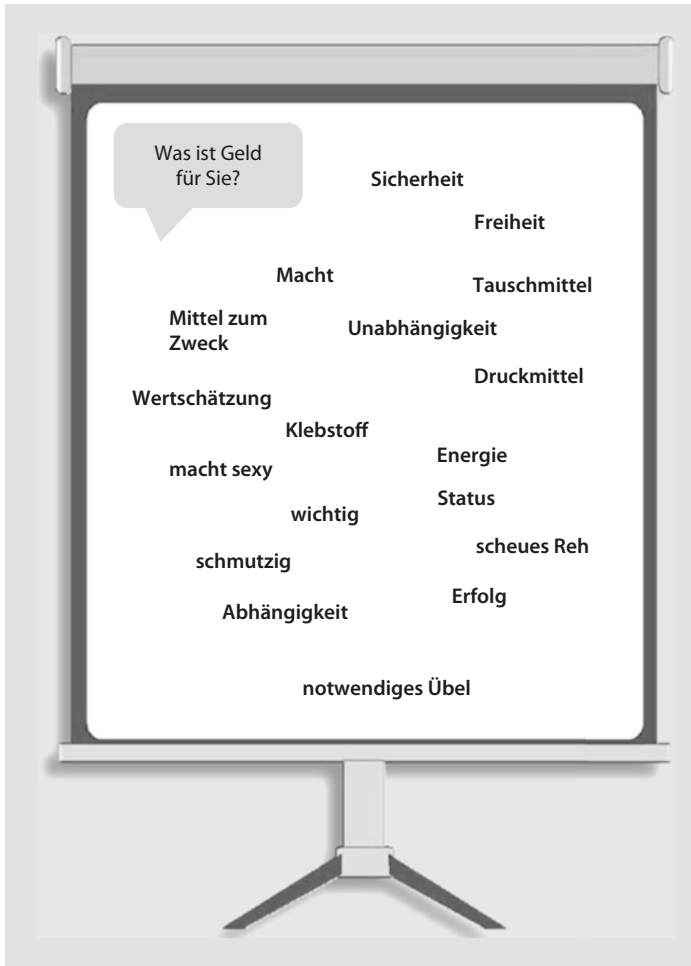 Was ist Geld
für Sie?
Sicherheit
Freiheit
Macht
Tauschmittel
Mittel zum
Zweck
Unabhängigkeit
Druckmittel
Wertschätzung
Klebstoff
Energie
macht sexy
Status
wichtig
scheues Reh
schmutzig
Erfolg
Abhängigkeit
notwendiges Übel